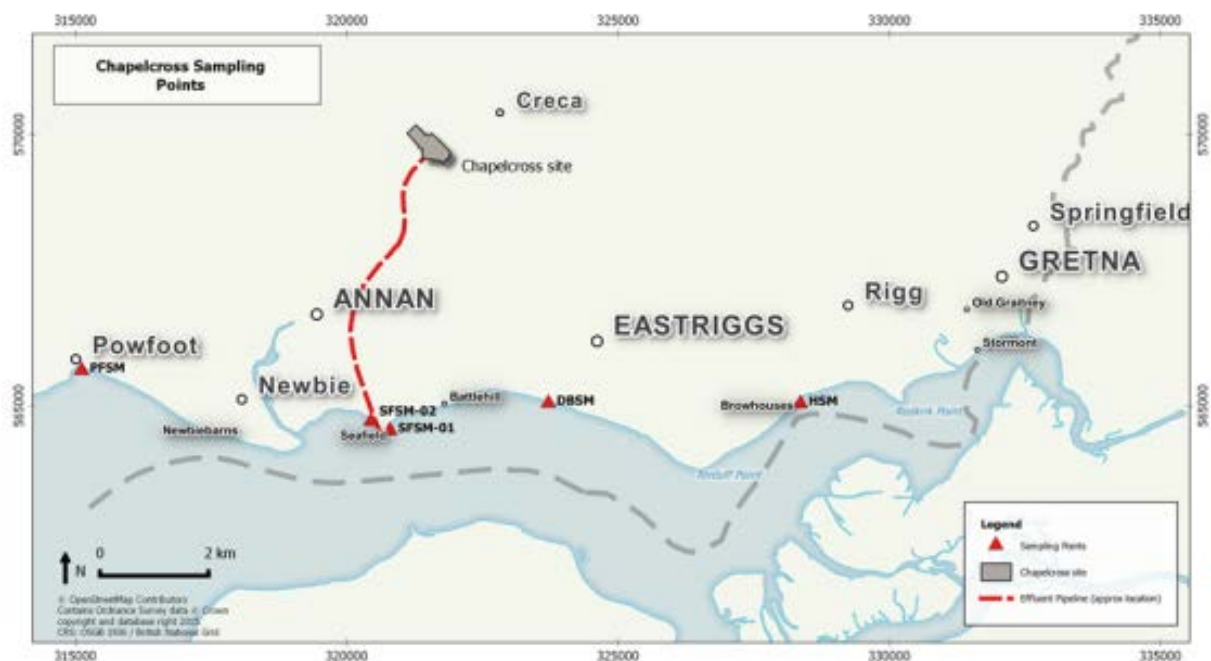 315000
320000
325000
330000
335000
Chapelcross Sampling
Points
Creca
570000
570000
Chapelcross site
Springfield
GRETNA
ANNAN
Rigg
Old Graitney
EASTRIGGS
Stormont
Powfoot
PFSM
Newbie
Battlehill
DBSM
Browhouses
HSM
565000
565000
SFSM-02
Seafield
SFSM-01
Newbiebarns
Redkirk Point
Torduff Point
Legend
Sampling Points
Chapelcross site
Effluent Pipeline (approx location)
0
2 km
N
© OpenStreetMap Contributors
Contains Ordnance Survey data © Crown
copyright and database right
CRS: OSGB 1936 / British National Grid
315000
320000
325000
330000
335000